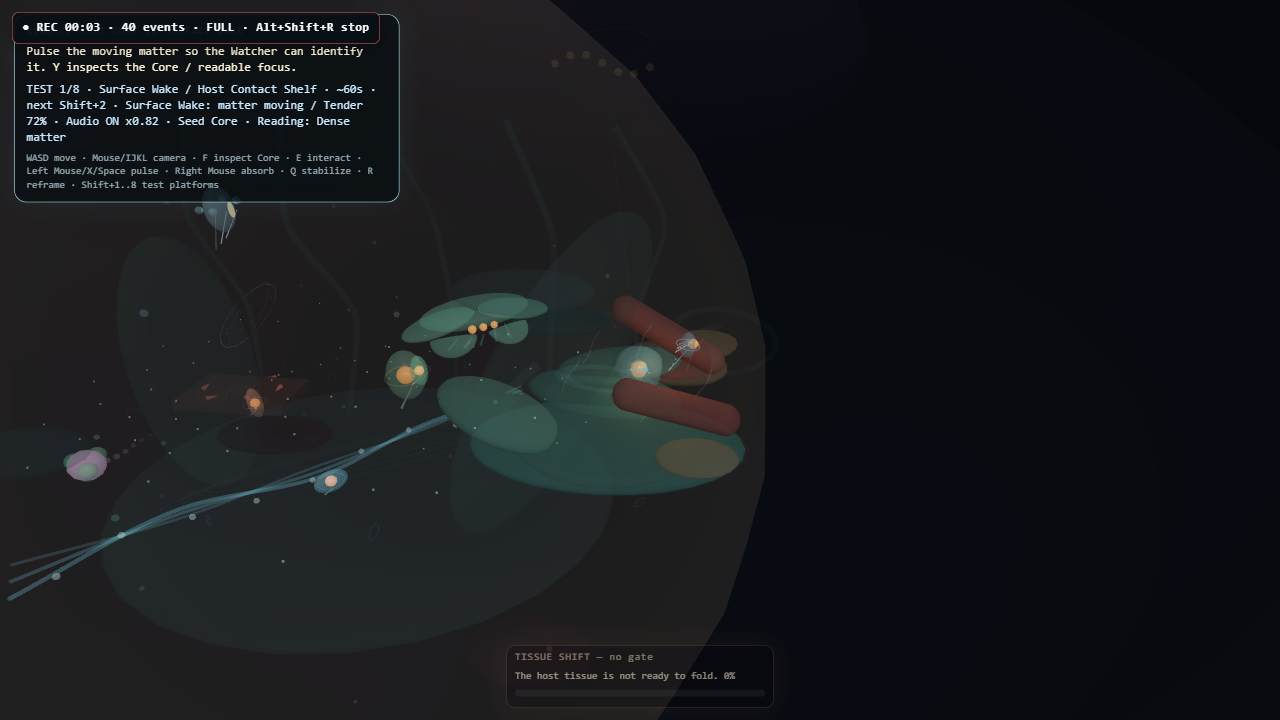 ● REC 00:03 · 40 events · FULL · Alt+Shift+R stop
Pulse the moving matter so the Watcher can identify
it. Y inspects the Core / readable focus.
TEST 1/8 · Surface Wake / Host Contact Shelf · ~60s ·
next Shift+2 · Surface Wake: matter moving / Tender
72% · Audio ON x0.82 · Seed Core · Reading: Dense
matter
WASD move · Mouse/IJKL camera · F inspect Core · E interact ·
Left Mouse/X/Space pulse · Right Mouse absorb · Q stabilize · R
reframe · Shift+1..8 test platforms
TISSUE SHIFT — no gate
The host tissue is not ready to fold. 0%